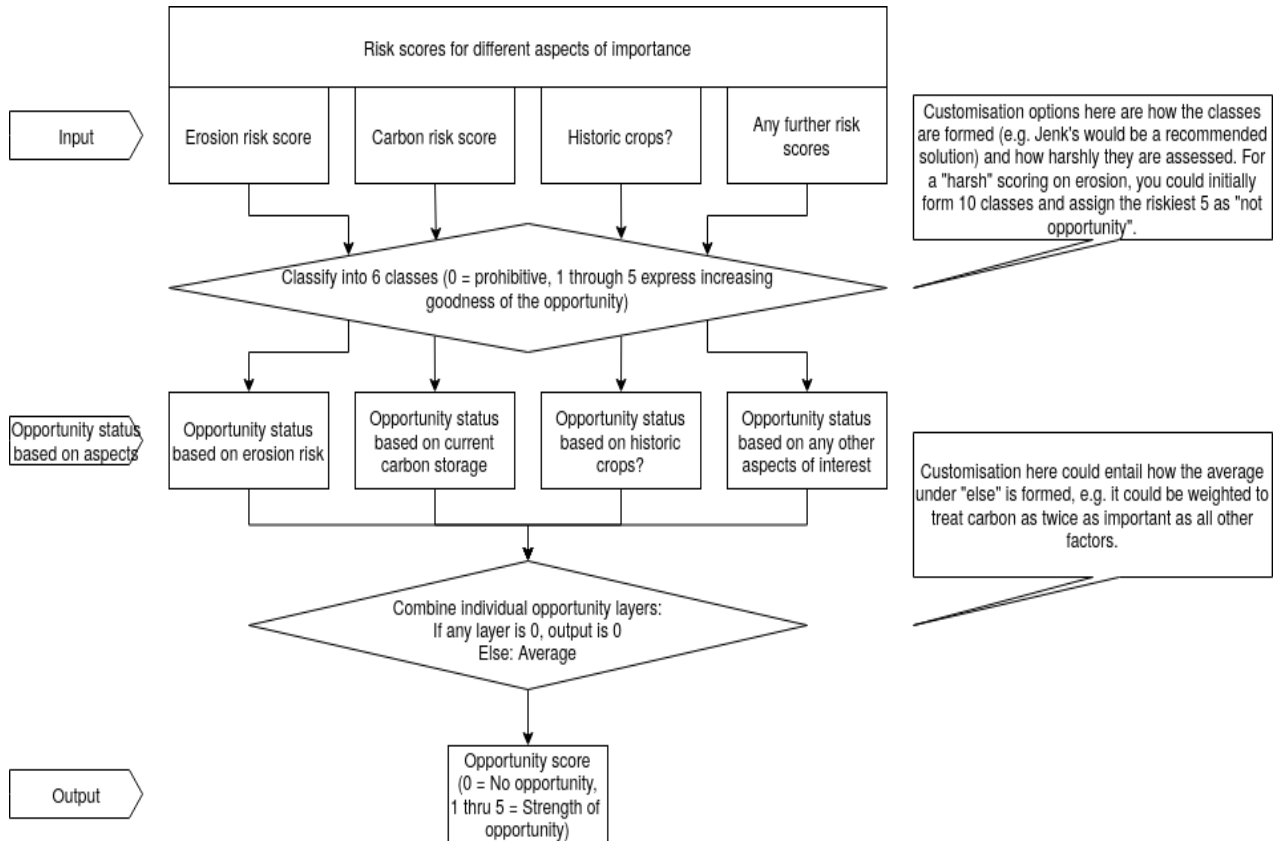 Risk scores for different aspects of importance
Input
Erosion risk score
Carbon risk score
Historic crops?
Any further risk
scores
Customisation options here are how the classes
are formed (e.g. Jenk's would be a recommended
solution) and how harshly they are assessed. For
a "harsh" scoring on erosion, you could initially
form 10 classes and assign the riskiest 5 as "not
opportunity".
Classify into 6 classes (0 = prohibitive, 1 through 5 express increasing
goodness of the opportunity)
Opportunity status
based on aspects
Opportunity status
based on erosion risk
Opportunity status
based on current
carbon storage
Opportunity status
based on historic
crops?
Opportunity status
based on any other
aspects of interest
Customisation here could entail how the average
under "else" is formed, e.g. it could be weighted to
treat carbon as twice as important as all other
factors.
Combine individual opportunity layers:
If any layer is 0, output is 0
Else: Average
Output
Opportunity score
(0 = No opportunity,
1 thru 5 = Strength of
opportunity)